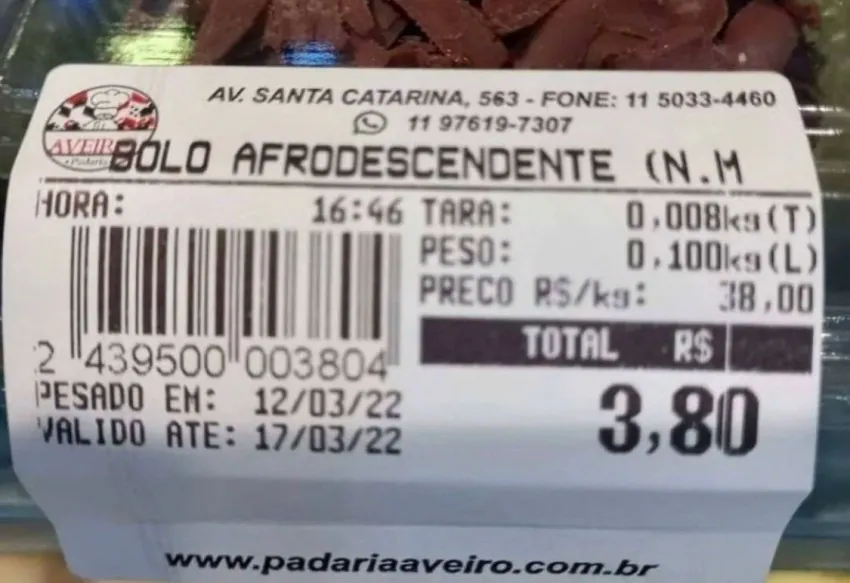 AV. SANTA CATARINA, 563 - FONE: 11 5033-4460
11 97619-7307
AVEIR
Padaria
BOLO AFRODESCENDENTE (N.M
HORA: 16:46 TARA: 0,008kg(T)
PESO: 0,100kg(L)
PRECO R$/kg: 38,00
TOTAL R$
2 439500 003804
PESADO EM: 12/03/22
3,80
VALIDO ATE: 17/03/22
www.padariaaveiro.com.br